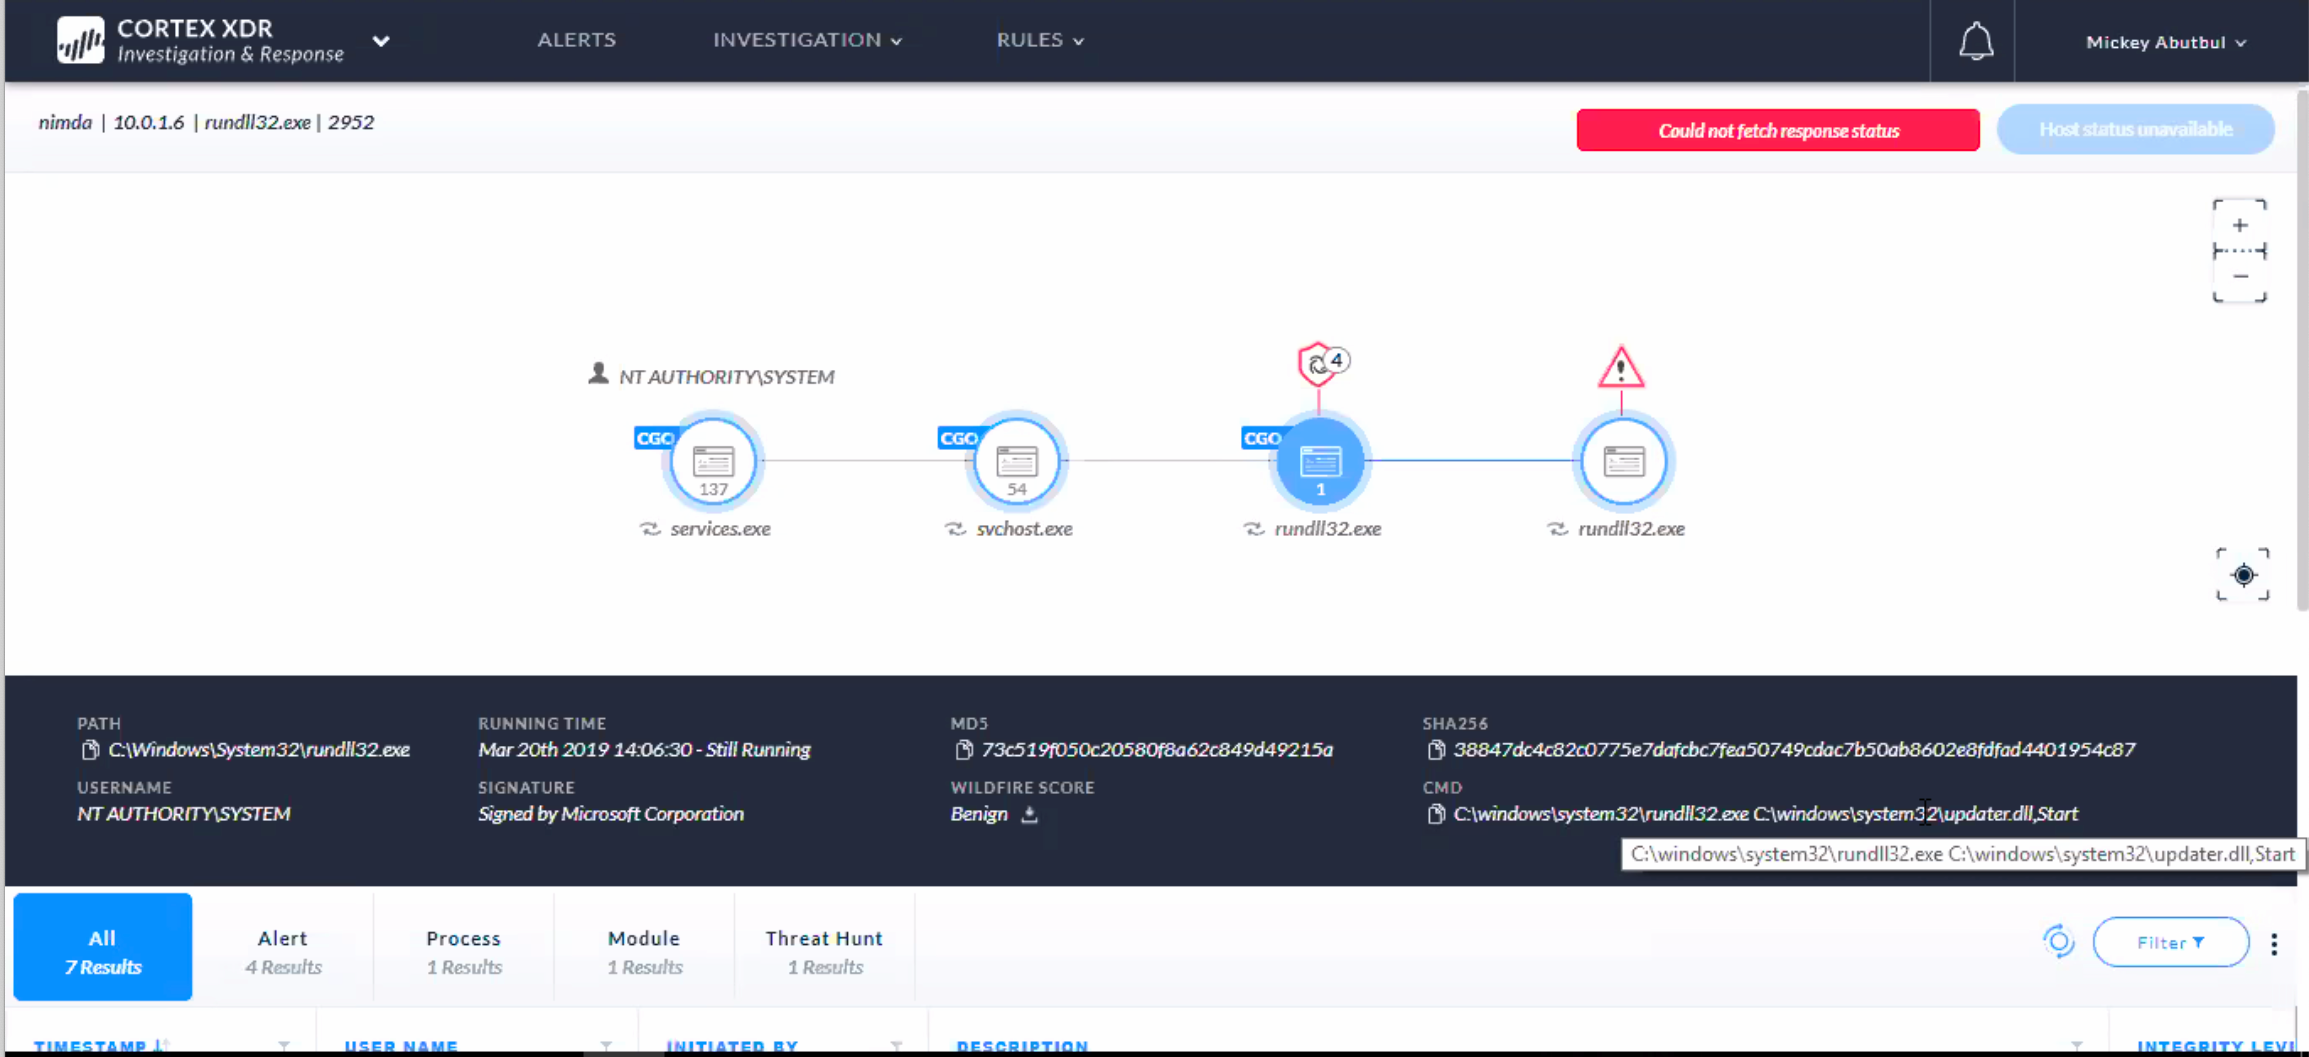 CORTEX XDR
Investigation & Response
ALERTS
INVESTIGATION
RULES
Mickey Abutbul
nimda | 10.0.1.6 | rundll32.exe | 2952
Could not fetch response status
Host status unavailable
NT AUTHORITY\SYSTEM
4
CGO
CGO
CGO
137
54
1
services.exe
svchost.exe
rundll32.exe
rundll32.exe
PATH
C:\Windows\System32\rundll32.exe
RUNNING TIME
Mar 20th 2019 14:06:30 - Still Running
MD5
73c519f050c20580f8a62c849d49215a
SHA256
38847dc4c82c0775e7dafcbc7fea50749cdac7b50ab8602e8fdfad4401954c87
USERNAME
NT AUTHORITY\SYSTEM
SIGNATURE
Signed by Microsoft Corporation
WILDFIRE SCORE
Benign
CMD
C:\windows\system32\rundll32.exe C:\windows\system32\updater.dll,Start
C:\windows\system32\rundll32.exe C:\windows\system32\updater.dll,Start
All
7 Results
Alert
4 Results
Process
1 Results
Module
1 Results
Threat Hunt
1 Results
Filter
TIMESTAMP
USER NAME
INITIATED BY
DESCRIPTION
INTEGRITY LEVE